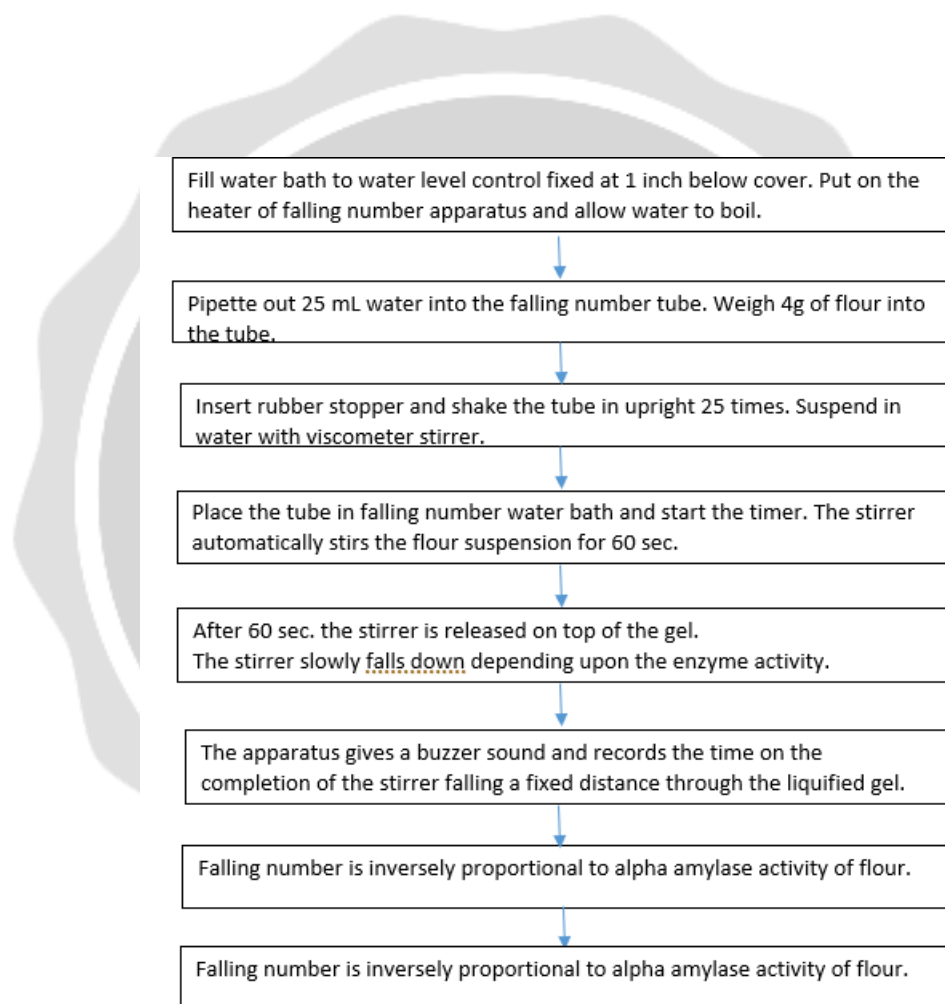 Fill water bath to water level control fixed at 1 inch below cover. Put on the
heater of falling number apparatus and allow water to boil.
Pipette out 25 mL water into the falling number tube. Weigh 4g of flour into
the tube.
Insert rubber stopper and shake the tube in upright 25 times. Suspend in
water with viscometer stirrer.
Place the tube in falling number water bath and start the timer. The stirrer
automatically stirs the flour suspension for 60 sec.
After 60 sec. the stirrer is released on top of the gel.
The stirrer slowly falls down depending upon the enzyme activity.
The apparatus gives a buzzer sound and records the time on the
completion of the stirrer falling a fixed distance through the liquified gel.
Falling number is inversely proportional to alpha amylase activity of flour.
Falling number is inversely proportional to alpha amylase activity of flour.